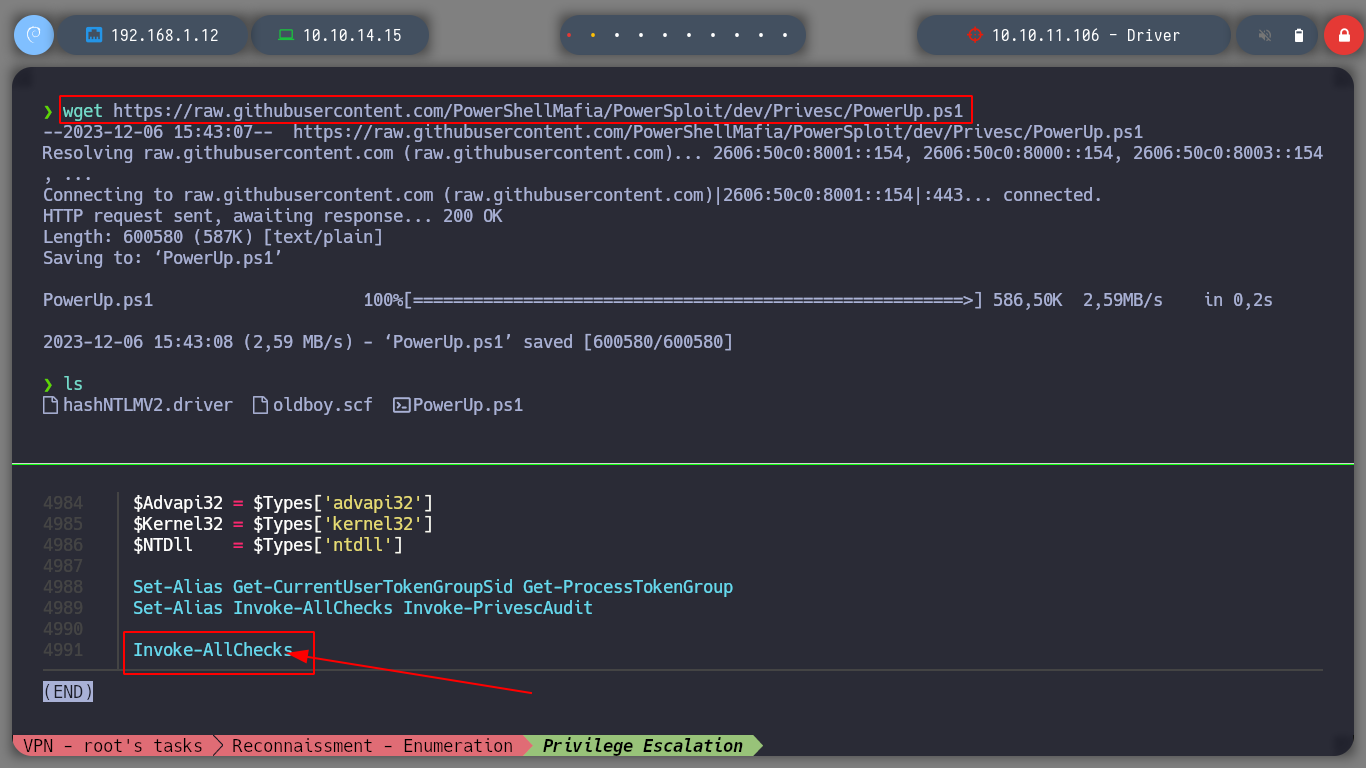 192.168.1.12 10.10.14.15 10.10.11.106 - Driver
❯ wget https://raw.githubusercontent.com/PowerShellMafia/PowerSploit/dev/Privesc/PowerUp.ps1
--2023-12-06 15:43:07--  https://raw.githubusercontent.com/PowerShellMafia/PowerSploit/dev/Privesc/PowerUp.ps1
Resolving raw.githubusercontent.com (raw.githubusercontent.com)... 2606:50c0:8001::154, 2606:50c0:8000::154, 2606:50c0:8003::154
, ...
Connecting to raw.githubusercontent.com (raw.githubusercontent.com)|2606:50c0:8001::154|:443... connected.
HTTP request sent, awaiting response... 200 OK
Length: 600580 (587K) [text/plain]
Saving to: ‘PowerUp.ps1’
PowerUp.ps1 100%[=======================================================>] 586,50K 2,59MB/s in 0,2s
2023-12-06 15:43:08 (2,59 MB/s) - ‘PowerUp.ps1’ saved [600580/600580]
❯ ls
hashNTLMV2.driver oldboy.scf PowerUp.ps1
4984 $Advapi32 = $Types['advapi32']
4985 $Kernel32 = $Types['kernel32']
4986 $NTDll    = $Types['ntdll']
4987
4988 Set-Alias Get-CurrentUserTokenGroupSid Get-ProcessTokenGroup
4989 Set-Alias Invoke-AllChecks Invoke-PrivescAudit
4990
4991 Invoke-AllChecks
(END)
VPN - root's tasks Reconnaissment - Enumeration Privilege Escalation